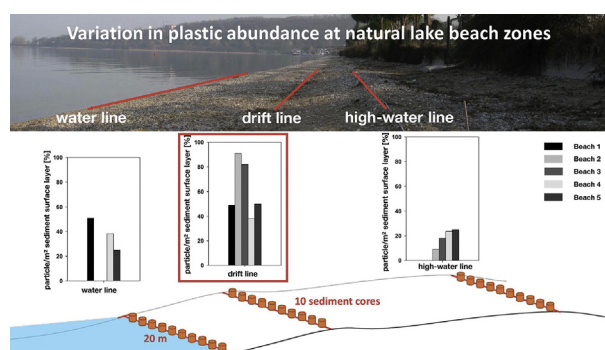 Variation in plastic abundance at natural lake beach zones
water line
drift line
high-water line
particle/m² sediment surface layer [%]
100
80
60
40
20
0
water line
particle/m² sediment surface layer [%]
100
80
60
40
20
0
drift line
particle/m² sediment surface layer [%]
100
80
60
40
20
0
high-water line
Beach 1
Beach 2
Beach 3
Beach 4
Beach 5
10 sediment cores
20 m